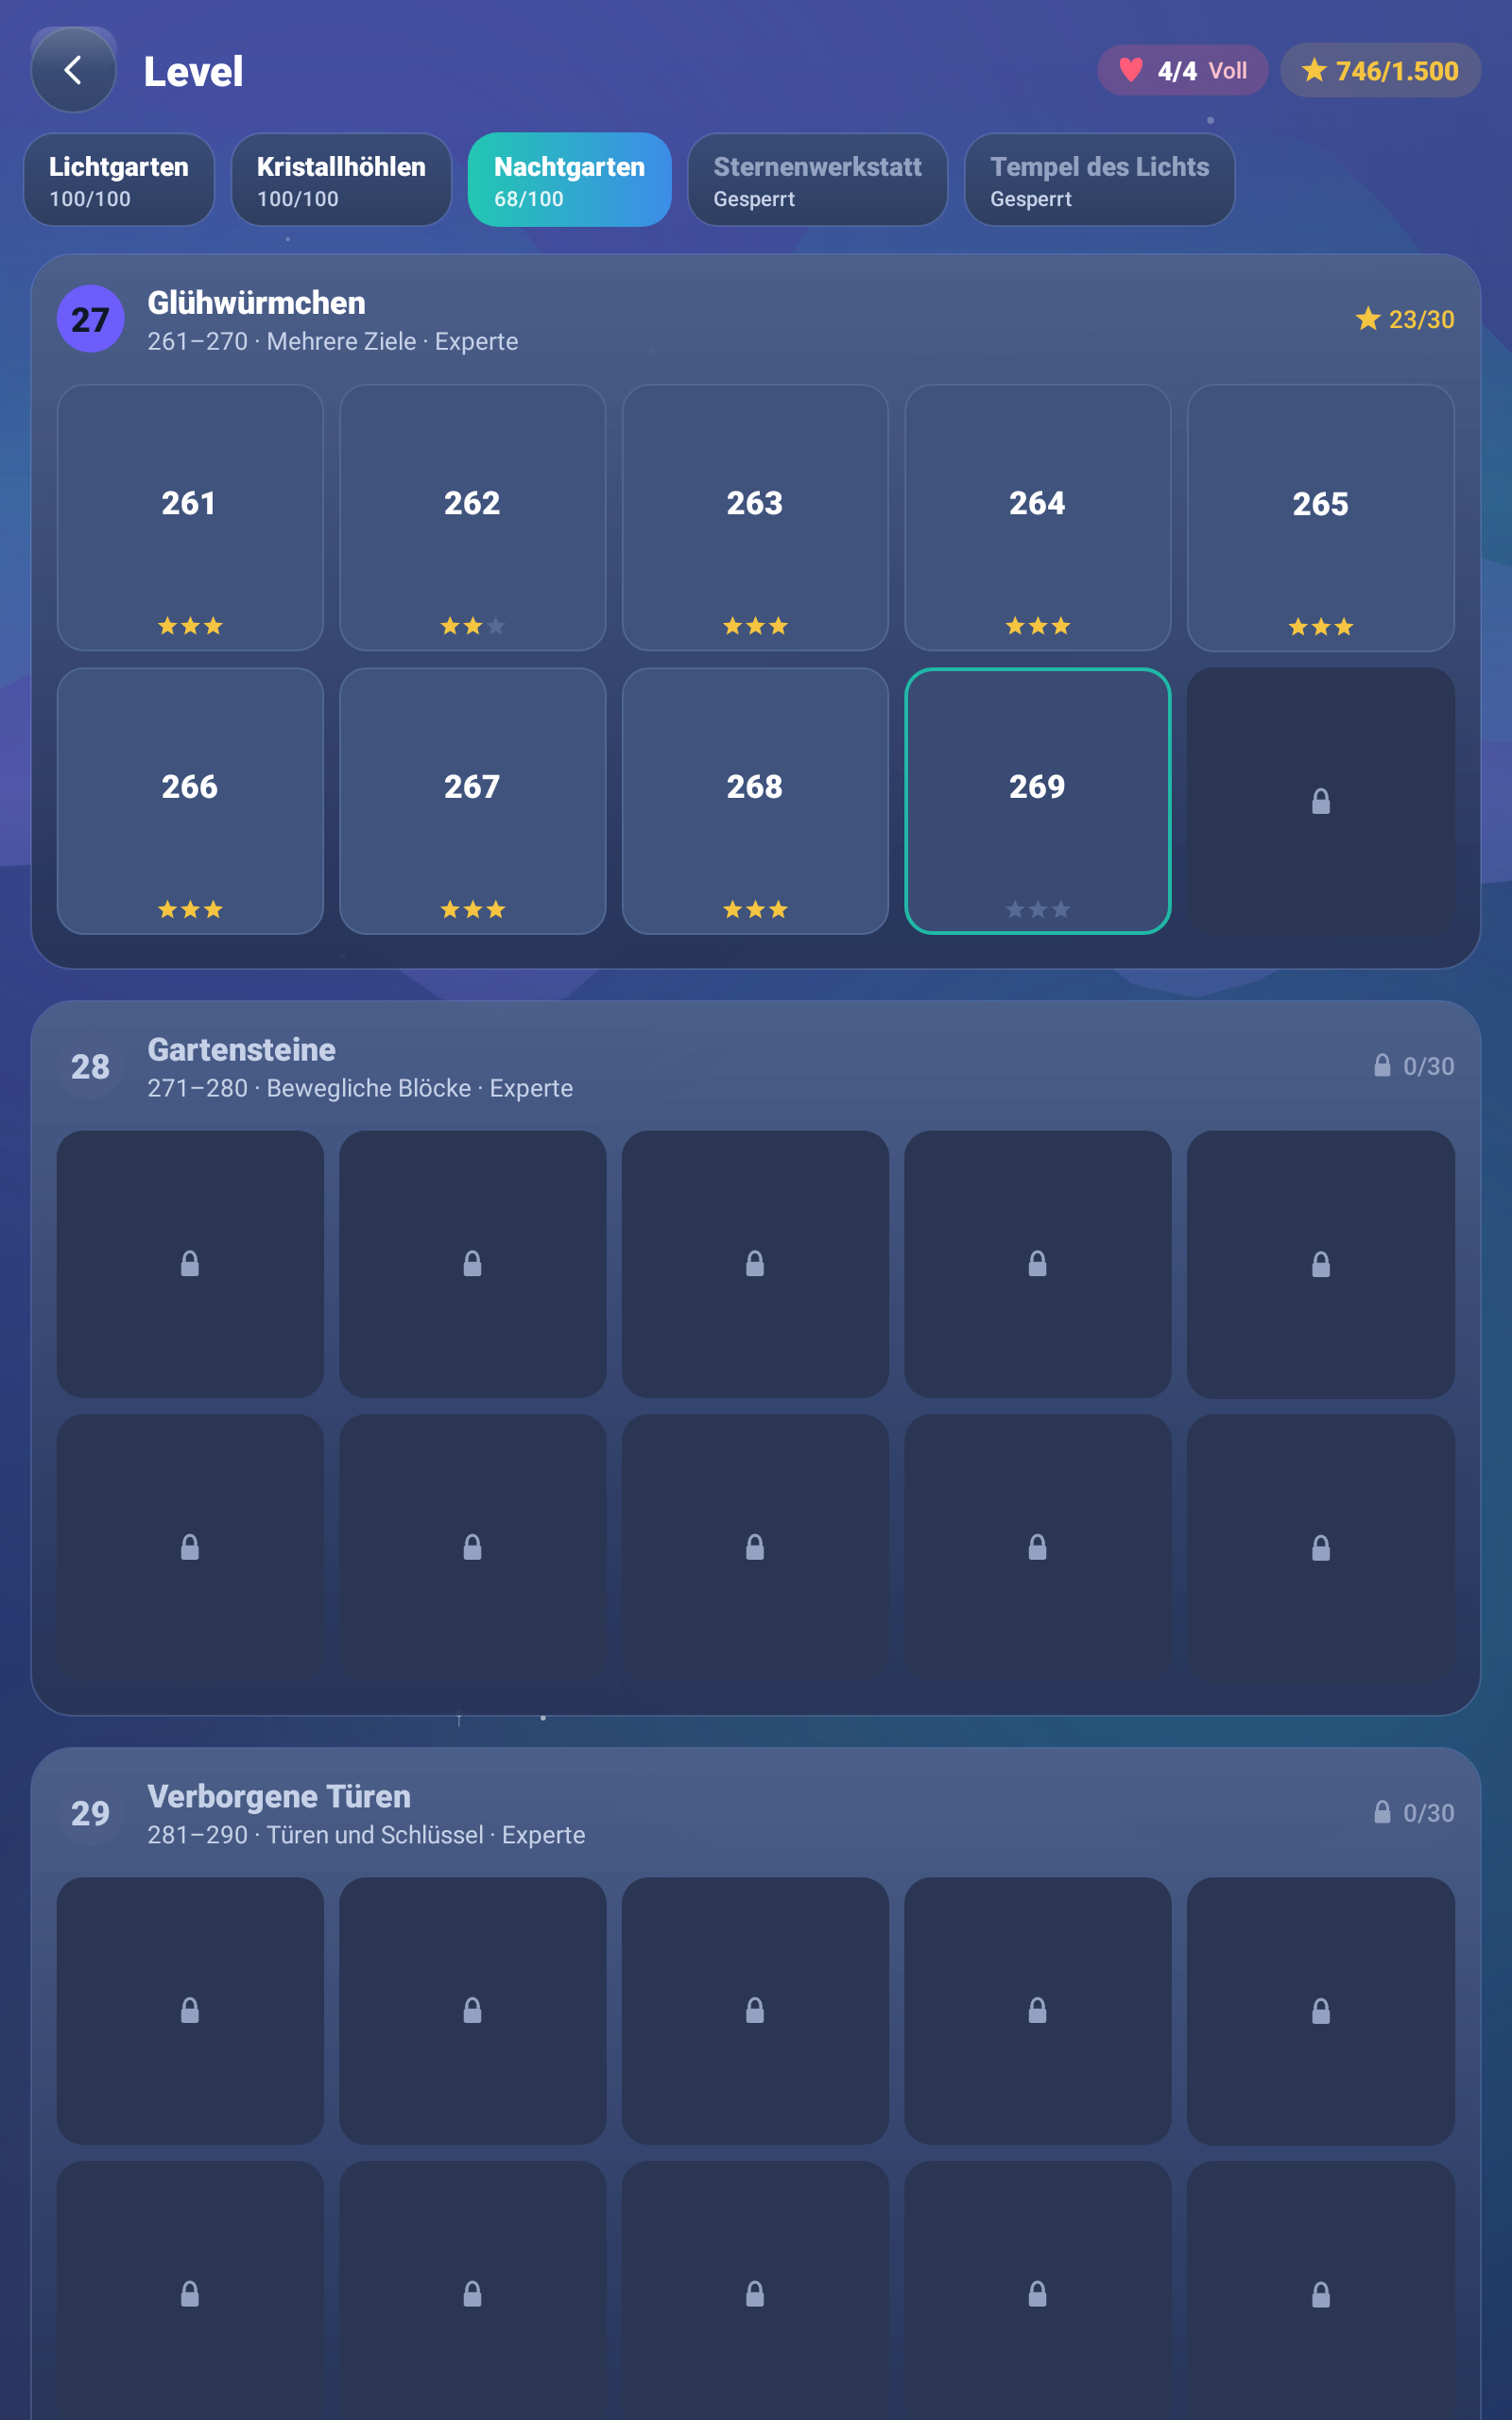 Level
4/4 Voll
746/1.500
Lichtgarten
100/100
Kristallhöhlen
100/100
Nachtgarten
68/100
Sternenwerkstatt
Gesperrt
Tempel des Lichts
Gesperrt
27
Glühwürmchen
261–270 · Mehrere Ziele · Experte
23/30
261 262 263 264 265
266 267 268 269
28
Gartensteine
271–280 · Bewegliche Blöcke · Experte
0/30
29
Verborgene Türen
281–290 · Türen und Schlüssel · Experte
0/30